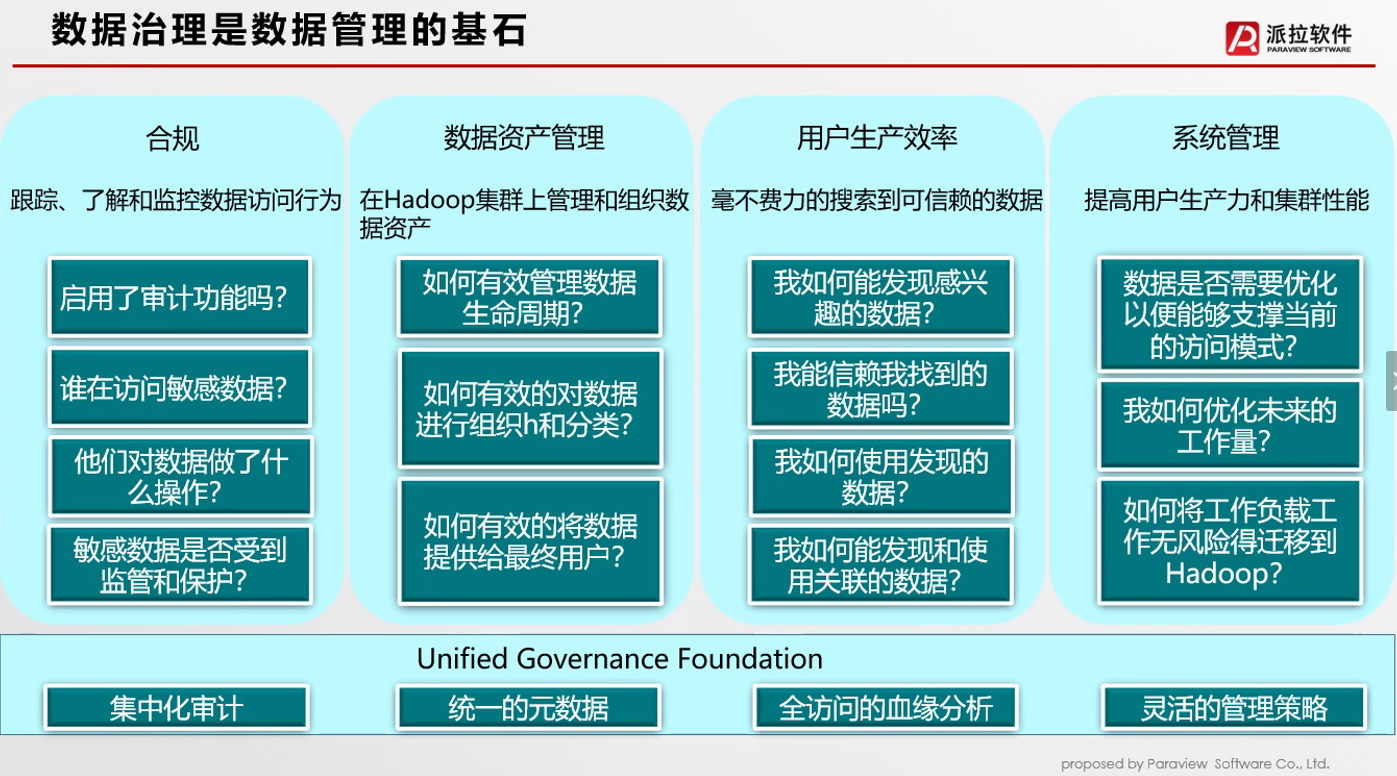 数据治理是数据管理的基石
派拉软件
PARAVIEW SOFTWARE
合规
跟踪、了解和监控数据访问行为
启用了审计功能吗？
谁在访问敏感数据？
他们对数据做了什
么操作？
敏感数据是否受到
监管和保护？
数据资产管理
在Hadoop集群上管理和组织数
据资产
如何有效管理数据
生命周期？
如何有效的对数据
进行组织h和分类？
如何有效的将数据
提供给最终用户？
用户生产效率
毫不费力的搜索到可信赖的数据
我如何能发现感兴
趣的数据？
我能信赖我找到的
数据吗？
我如何使用发现的
数据？
我如何能发现和使
用关联的数据？
系统管理
提高用户生产力和集群性能
数据是否需要优化
以便能够支撑当前
的访问模式？
我如何优化未来的
工作量？
如何将工作负载工
作无风险得迁移到
Hadoop？
Unified Governance Foundation
集中化审计
统一的元数据
全访问的血缘分析
灵活的管理策略
proposed by Paraview Software Co., Ltd.